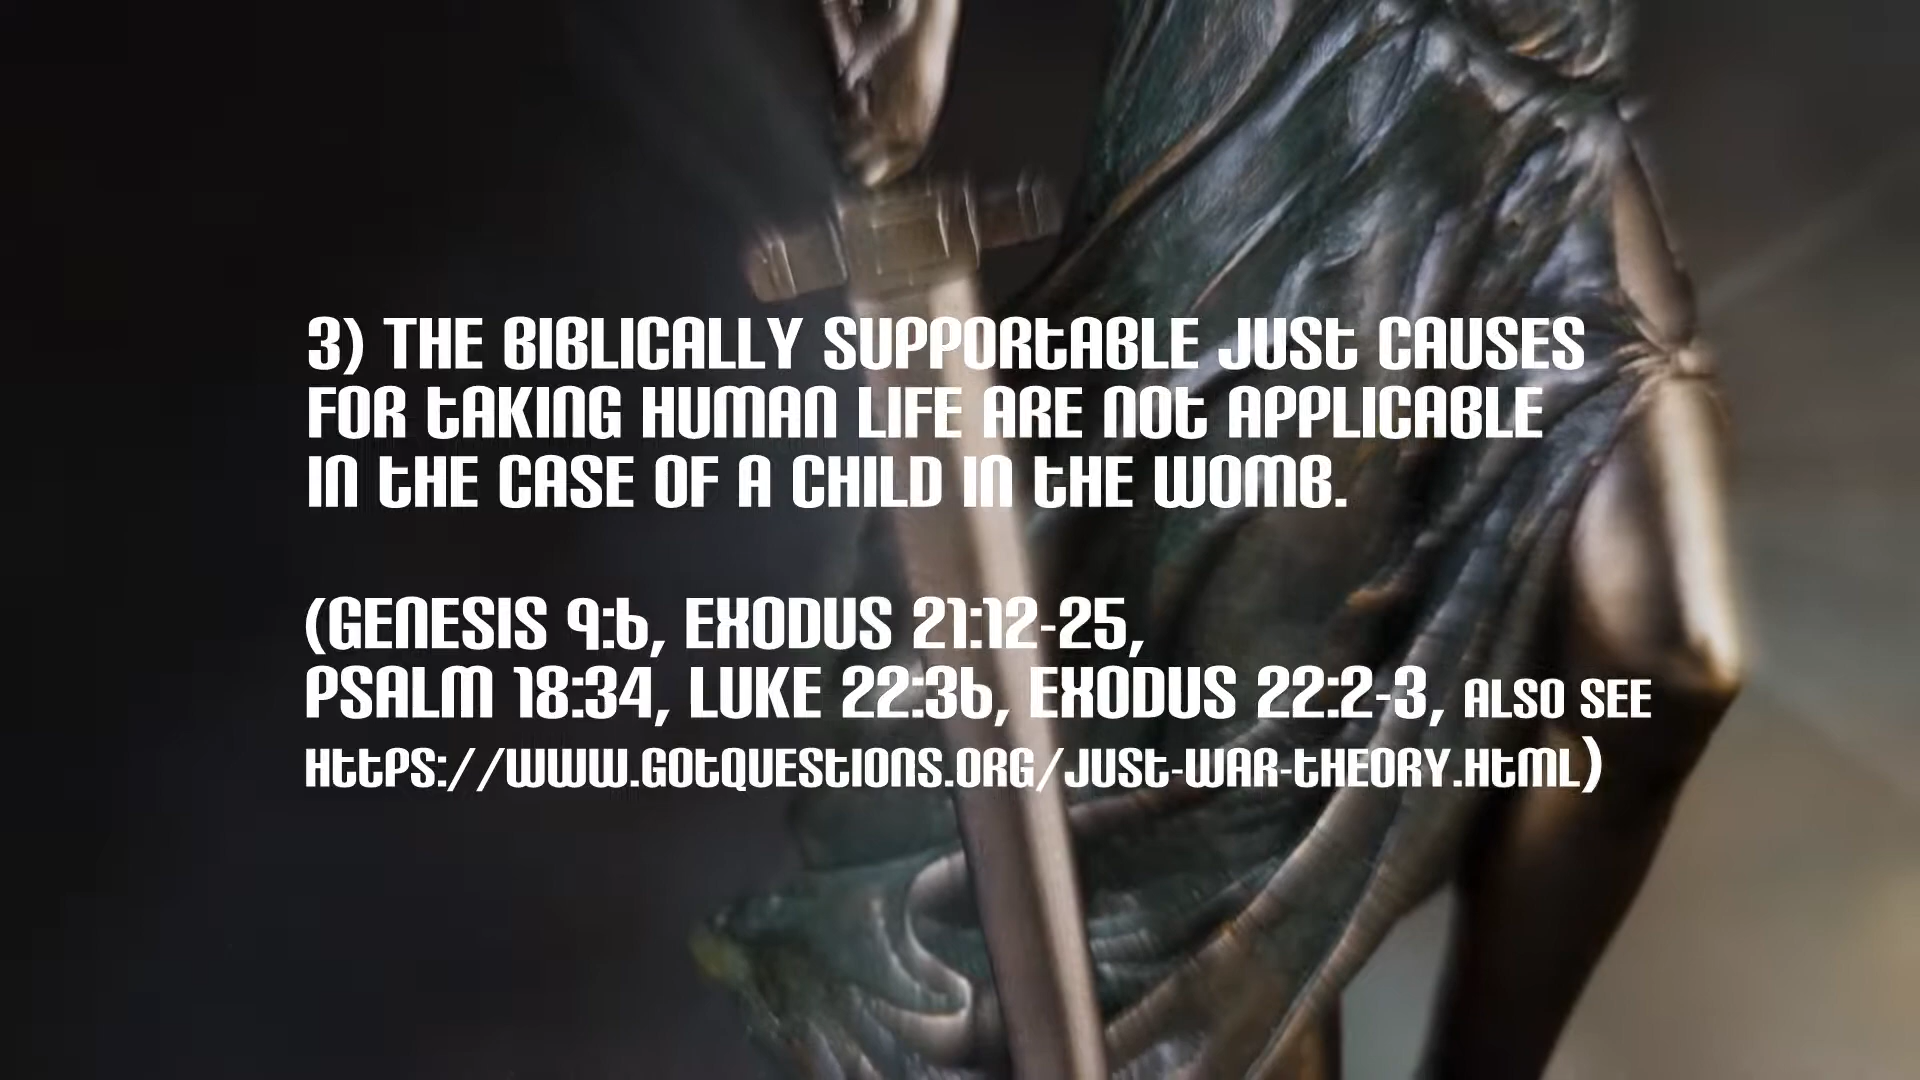 3) THE BIBLICALLY SUPPORTABLE JUST CAUSES
FOR TAKING HUMAN LIFE ARE NOT APPLICABLE
IN THE CASE OF A CHILD IN THE WOMB.
(GENESIS 9:6, EXODUS 21:12-25,
PSALM 18:34, LUKE 22:36, EXODUS 22:2-3, ALSO SEE
HTTPS://WWW.GOTQUESTIONS.ORG/JUST-WAR-THEORY.HTML)